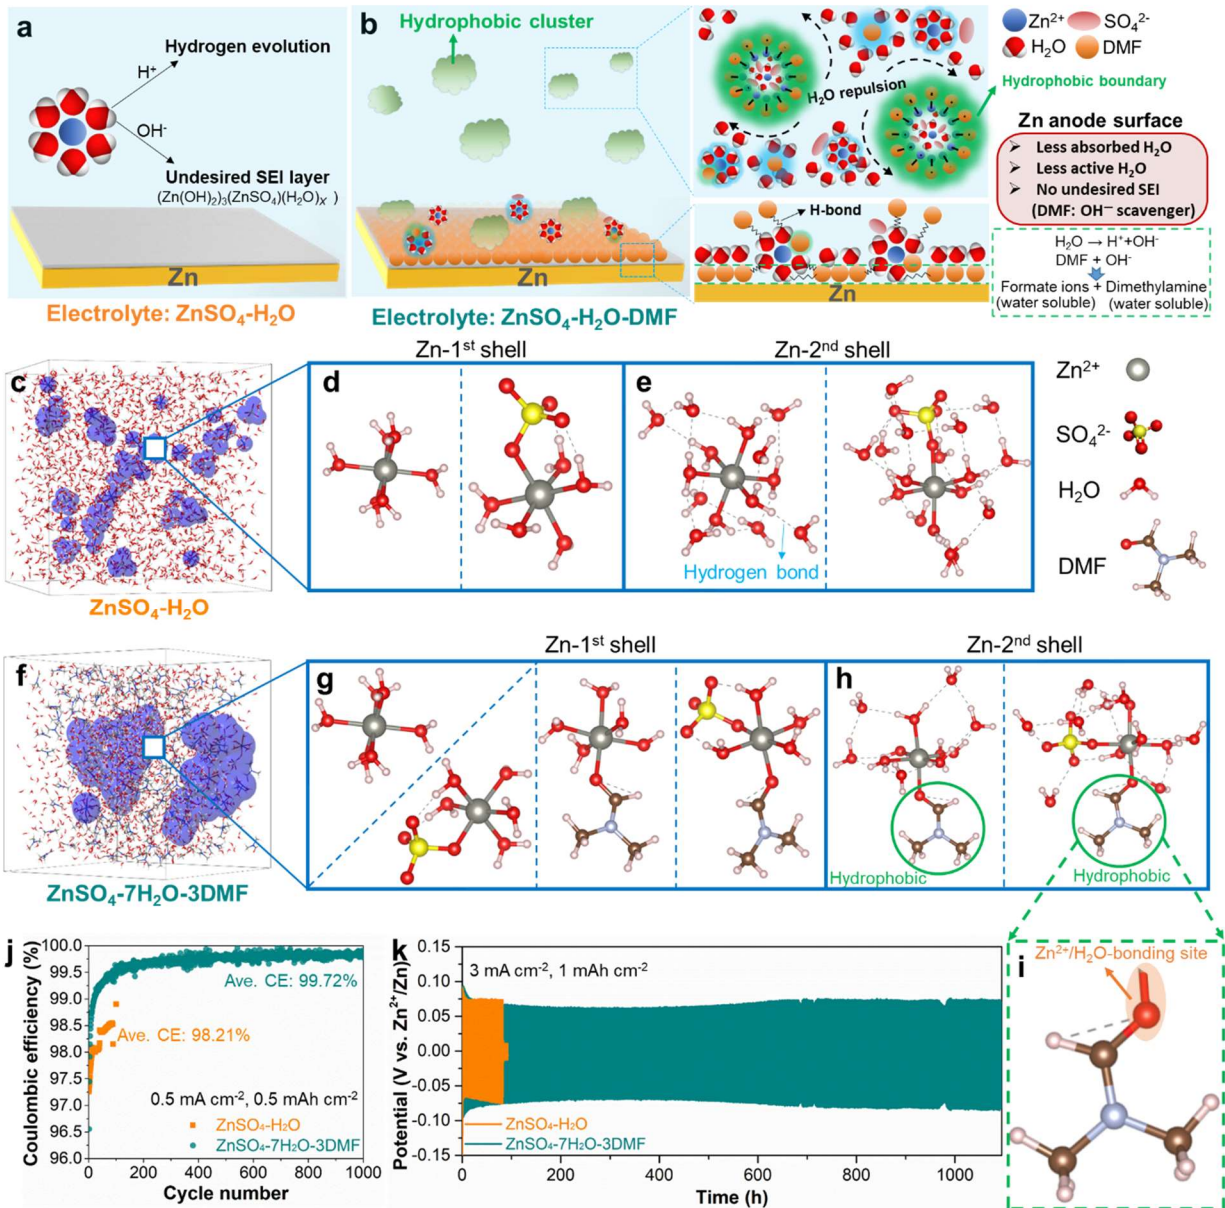 a
Hydrogen evolution
H⁺
OH⁻
Undesired SEI layer
(Zn(OH)₂)₃(ZnSO₄)(H₂O)ₓ )
Zn
Electrolyte: ZnSO₄-H₂O
b
Hydrophobic cluster
Zn
Electrolyte: ZnSO₄-H₂O-DMF
H₂O repulsion
H-bond
Zn
Zn²⁺ SO₄²⁻
H₂O DMF
Hydrophobic boundary
Zn anode surface
➢ Less absorbed H₂O
➢ Less active H₂O
➢ No undesired SEI
(DMF: OH⁻ scavenger)
H₂O → H⁺+OH⁻
DMF + OH⁻
Formate ions + Dimethylamine
(water soluble) (water soluble)
c
ZnSO₄-H₂O
Zn-1ˢᵗ shell
Zn-2ⁿᵈ shell
d
e
Hydrogen bond
Zn²⁺
SO₄²⁻
H₂O
DMF
f
ZnSO₄-7H₂O-3DMF
Zn-1ˢᵗ shell
Zn-2ⁿᵈ shell
g
h
Hydrophobic
Hydrophobic
i
Zn²⁺/H₂O-bonding site
j
Coulombic efficiency (%)
100.0
99.5
99.0
98.5
98.0
97.5
97.0
96.5
96.0
Ave. CE: 99.72%
Ave. CE: 98.21%
0.5 mA cm⁻², 0.5 mAh cm⁻²
ZnSO₄-H₂O
ZnSO₄-7H₂O-3DMF
0 200 400 600 800 1000
Cycle number
k
Potential (V vs. Zn²⁺/Zn)
0.15
0.10
0.05
0.00
-0.05
-0.10
-0.15
3 mA cm⁻², 1 mAh cm⁻²
ZnSO₄-H₂O
ZnSO₄-7H₂O-3DMF
0 200 400 600 800 1000
Time (h)